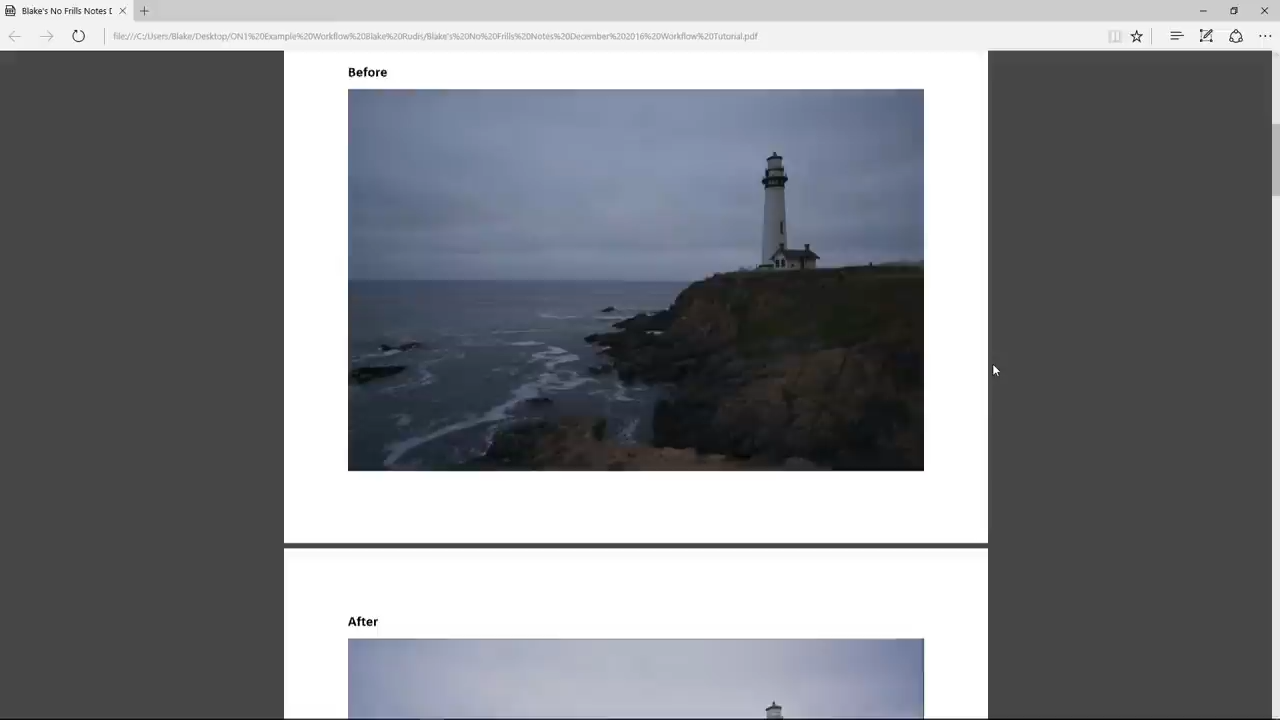 Blake's No Frills Notes D
file:///C:/Users/Blake/Desktop/ON1%20Example%20Workflow%20Blake%20Rudis/Blake's%20No%20Frills%20Notes%20December%202016%20Workflow%20Tutorial.pdf
Before
After